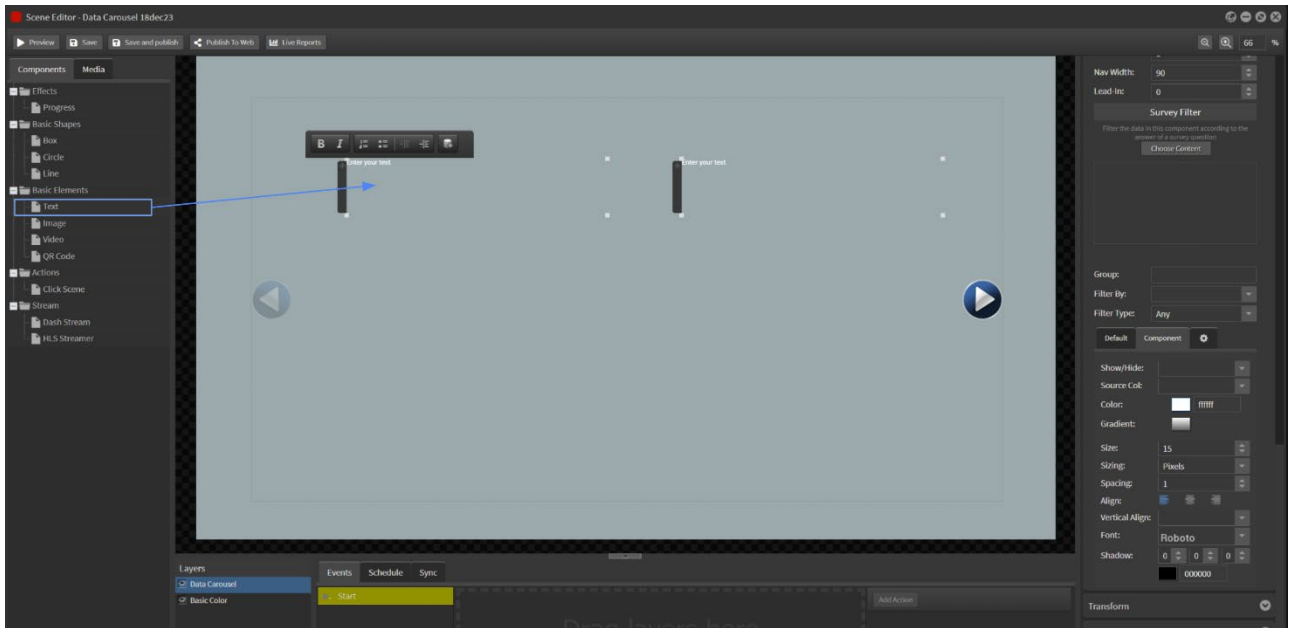 Scene Editor - Data Carousel 18dec23
Preview Save Save and publish Publish To Web Live Reports 66 %
Components Media
Effects
Progress
Basic Shapes
Box
Circle
Line
Basic Elements
Text
Image
Video
QR Code
Actions
Click Scene
Stream
Dash Stream
HLS Streamer
B I
Enter your text. Enter your text.
Nav Width: 90
Lead-In: 0
Survey Filter
Filter the data in this component according to the
answer of a survey question
Choose Content
Group:
Filter By:
Filter Type: Any
Default Component
Show/Hide:
Source Col:
Color: ffffff
Gradient:
Size: 15
Sizing: Pixels
Spacing: 1
Align:
Vertical Align:
Font: Roboto
Shadow: 0 0 0
000000
Transform
Layers
Data Carousel
Basic Color
Events Schedule Sync
Start
Add Action
Drag layers here